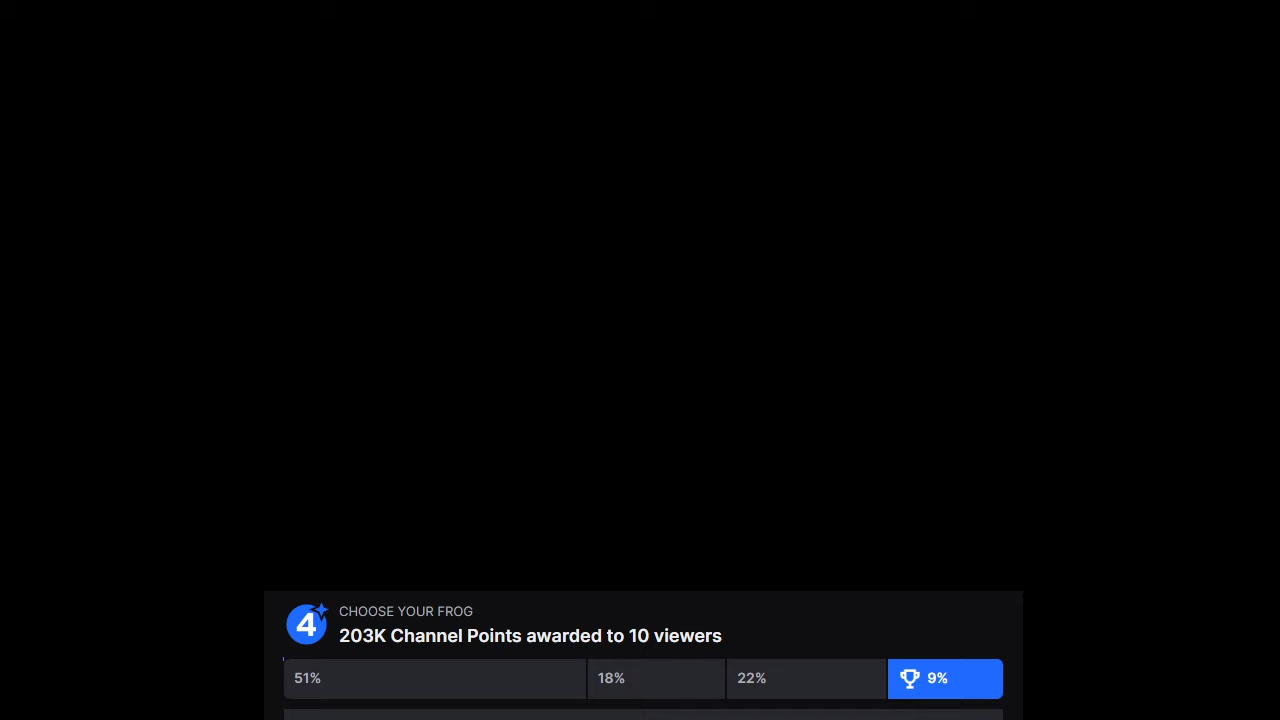 4
CHOOSE YOUR FROG
203K Channel Points awarded to 10 viewers
51% 18% 22% 9%